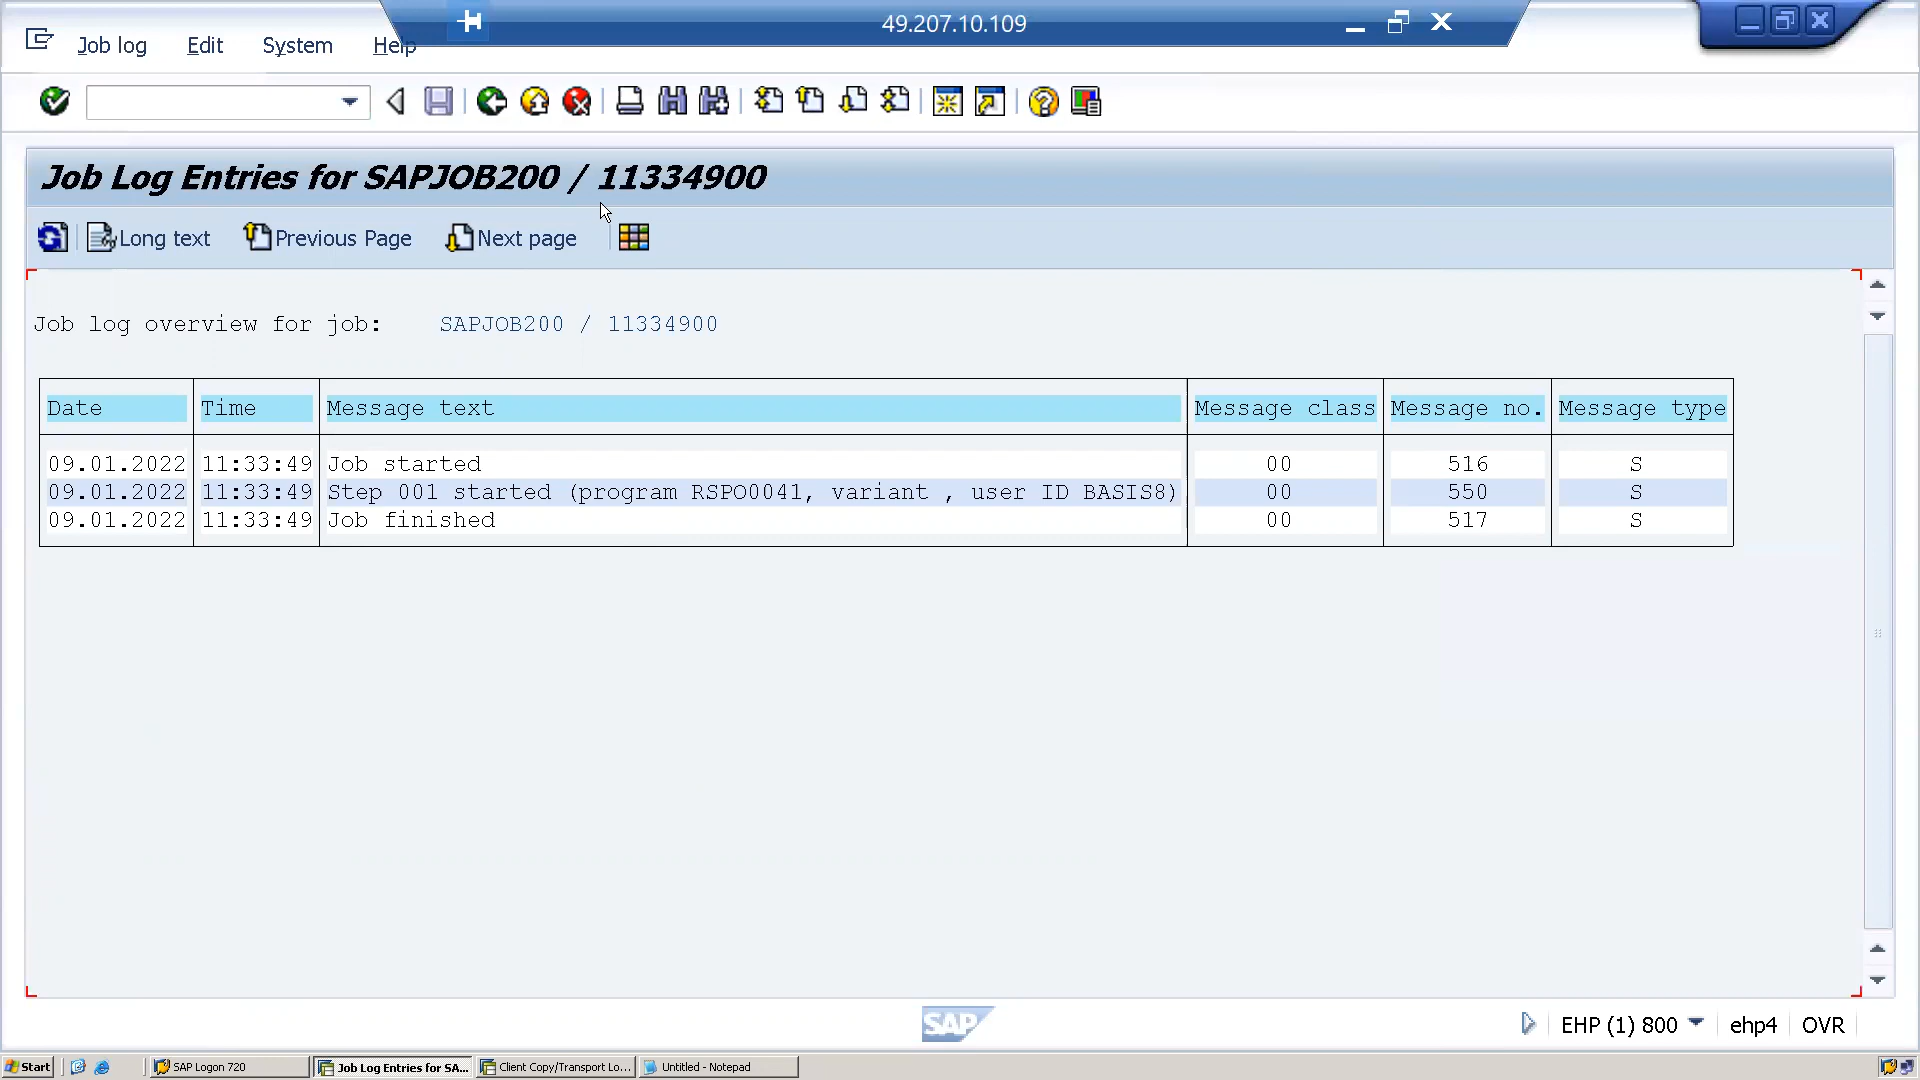 49.207.10.109
Job log Edit System Help
Job Log Entries for SAPJOB200 / 11334900
Long text Previous Page Next page
Job log overview for job: SAPJOB200 / 11334900
Date Time Message text Message class Message no. Message type
09.01.2022 11:33:49 Job started 00 516 S
09.01.2022 11:33:49 Step 001 started (program RSPO0041, variant , user ID BASIS8) 00 550 S
09.01.2022 11:33:49 Job finished 00 517 S
SAP
EHP (1) 800 ehp4 OVR
Start SAP Logon 720 Job Log Entries for SA... Client Copy/Transport Lo... Untitled - Notepad